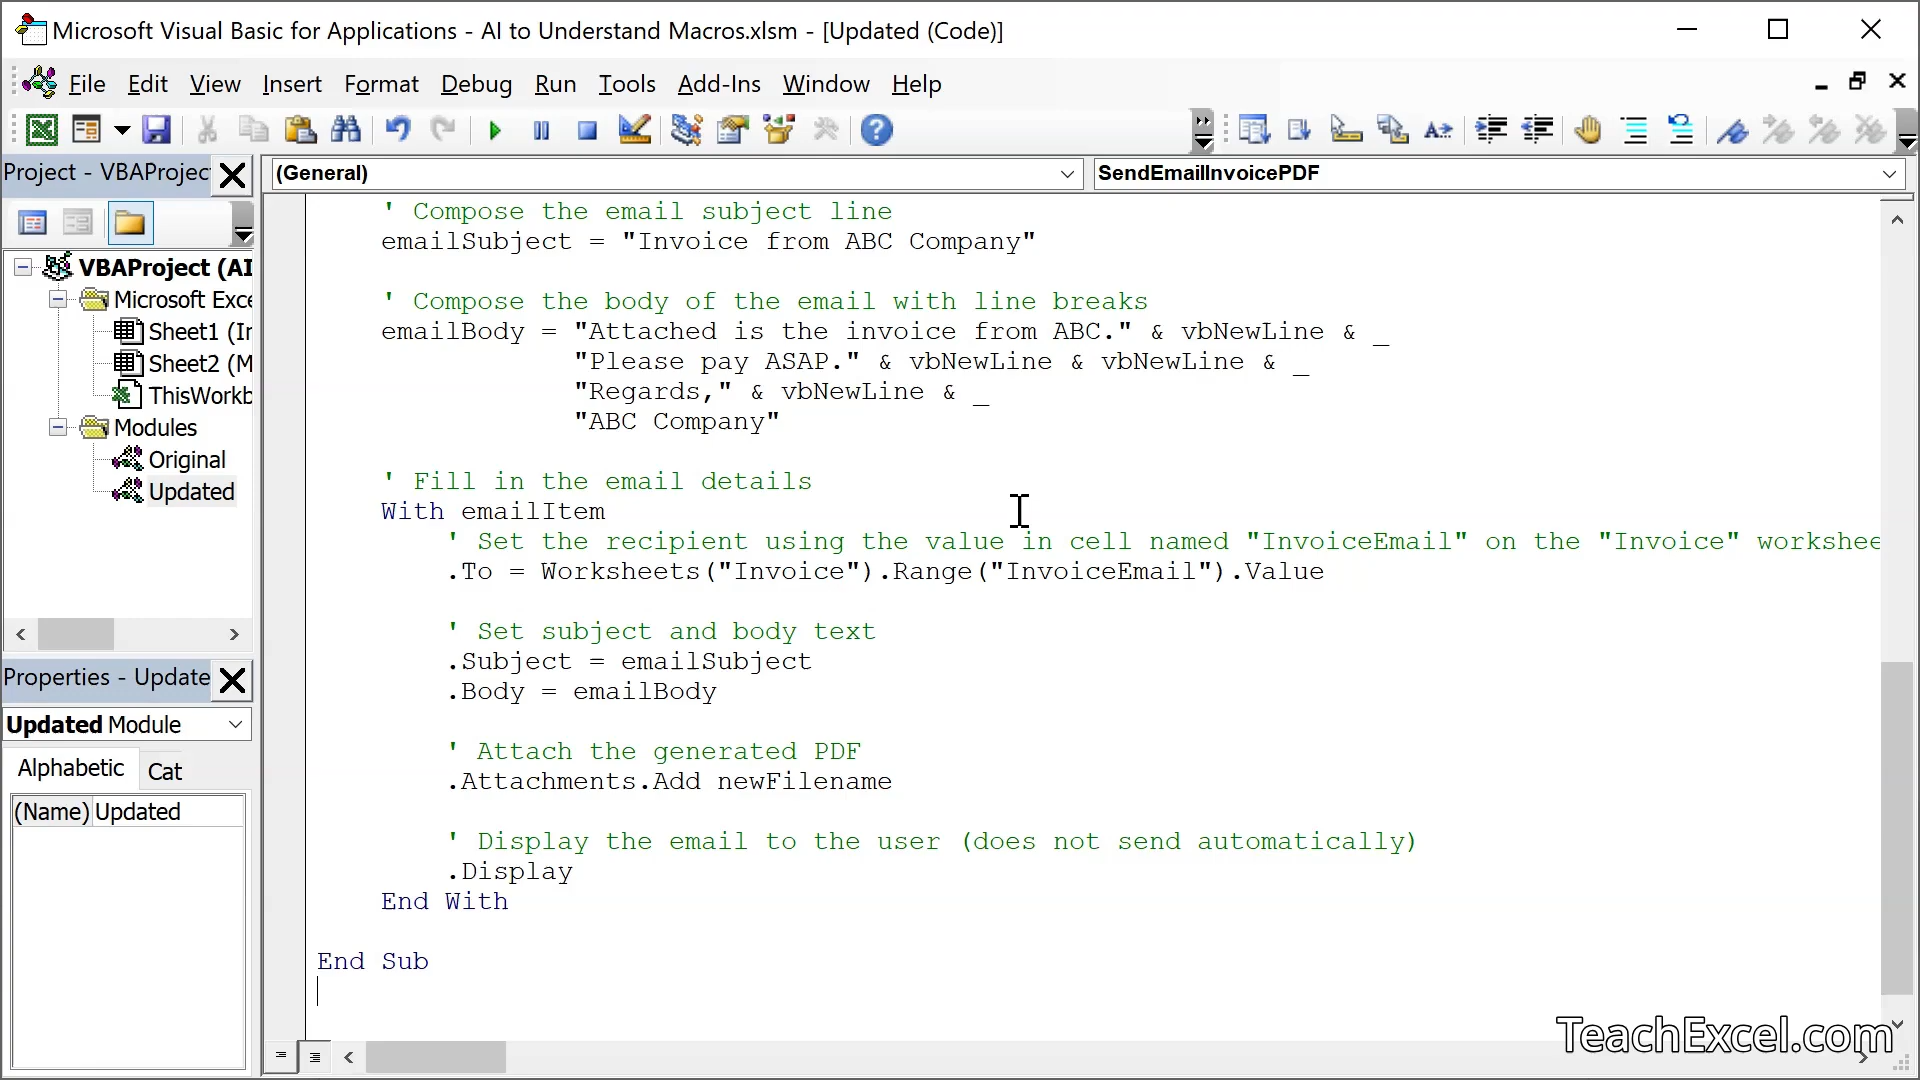 Microsoft Visual Basic for Applications - AI to Understand Macros.xlsm - [Updated (Code)]
File Edit View Insert Format Debug Run Tools Add-Ins Window Help
Project - VBAProjec
VBAProject (AI
Microsoft Exce
Sheet1 (In
Sheet2 (M
ThisWorkb
Modules
Original
Updated
Properties - Update
Updated Module
Alphabetic Cat
(Name) Updated
(General) SendEmailInvoicePDF
' Compose the email subject line
emailSubject = "Invoice from ABC Company"
' Compose the body of the email with line breaks
emailBody = "Attached is the invoice from ABC." & vbNewLine & _
"Please pay ASAP." & vbNewLine & vbNewLine & _
"Regards," & vbNewLine & _
"ABC Company"
' Fill in the email details
With emailItem
' Set the recipient using the value in cell named "InvoiceEmail" on the "Invoice" workshee
.To = Worksheets("Invoice").Range("InvoiceEmail").Value
' Set subject and body text
.Subject = emailSubject
.Body = emailBody
' Attach the generated PDF
.Attachments.Add newFilename
' Display the email to the user (does not send automatically)
.Display
End With
End Sub
TeachExcel.com